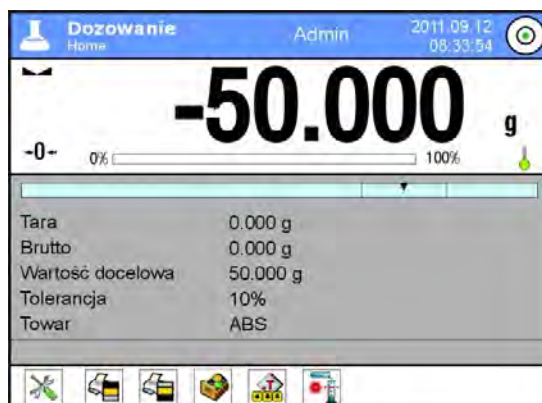 Dozowanie Admin 2011.09.12
Home 08:33:54
-50.000 g
-0- 0% 100%
Tara 0.000 g
Brutto 0.000 g
Wartość docelowa 50.000 g
Tolerancja 10%
Towar ABS
T